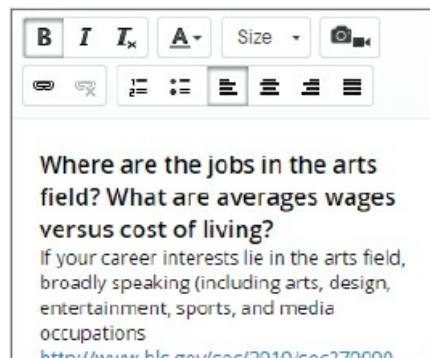 B I Tx A Size
Where are the jobs in the arts
field? What are averages wages
versus cost of living?
If your career interests lie in the arts field,
broadly speaking (including arts, design,
entertainment, sports, and media
occupations